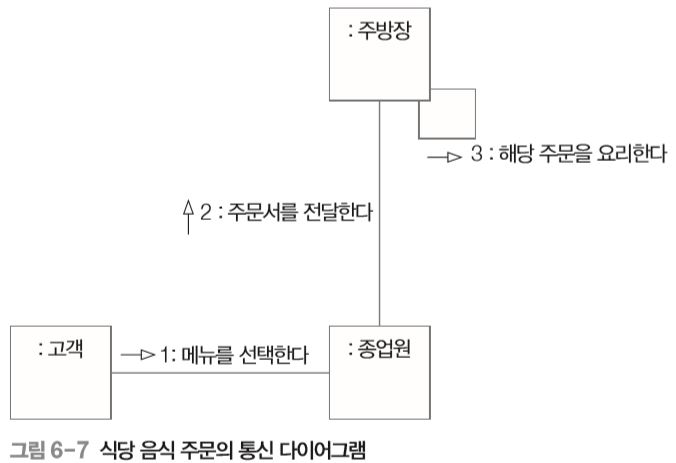 : 주방장
3 : 해당 주문을 요리한다
2 : 주문서를 전달한다
: 고객
1: 메뉴를 선택한다
: 종업원
그림 6-7 식당 음식 주문의 통신 다이어그램